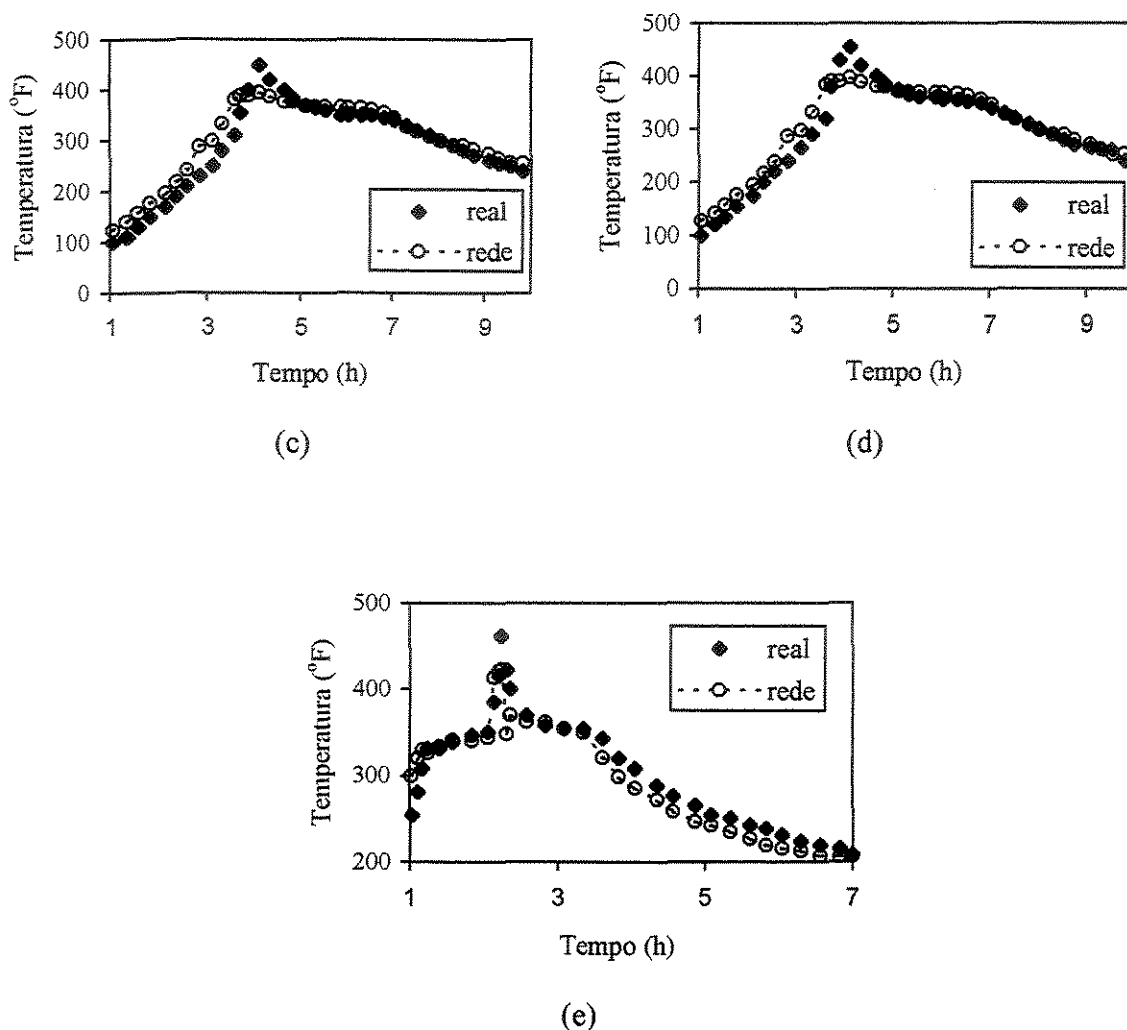 500
400
300
200
100
0
Temperatura (°F)
real
rede
1 3 5 7 9
Tempo (h)
(c)
500
400
300
200
100
0
Temperatura (°F)
real
rede
1 3 5 7 9
Tempo (h)
(d)
500
400
300
200
Temperatura (°F)
real
rede
1 3 5 7
Tempo (h)
(e)